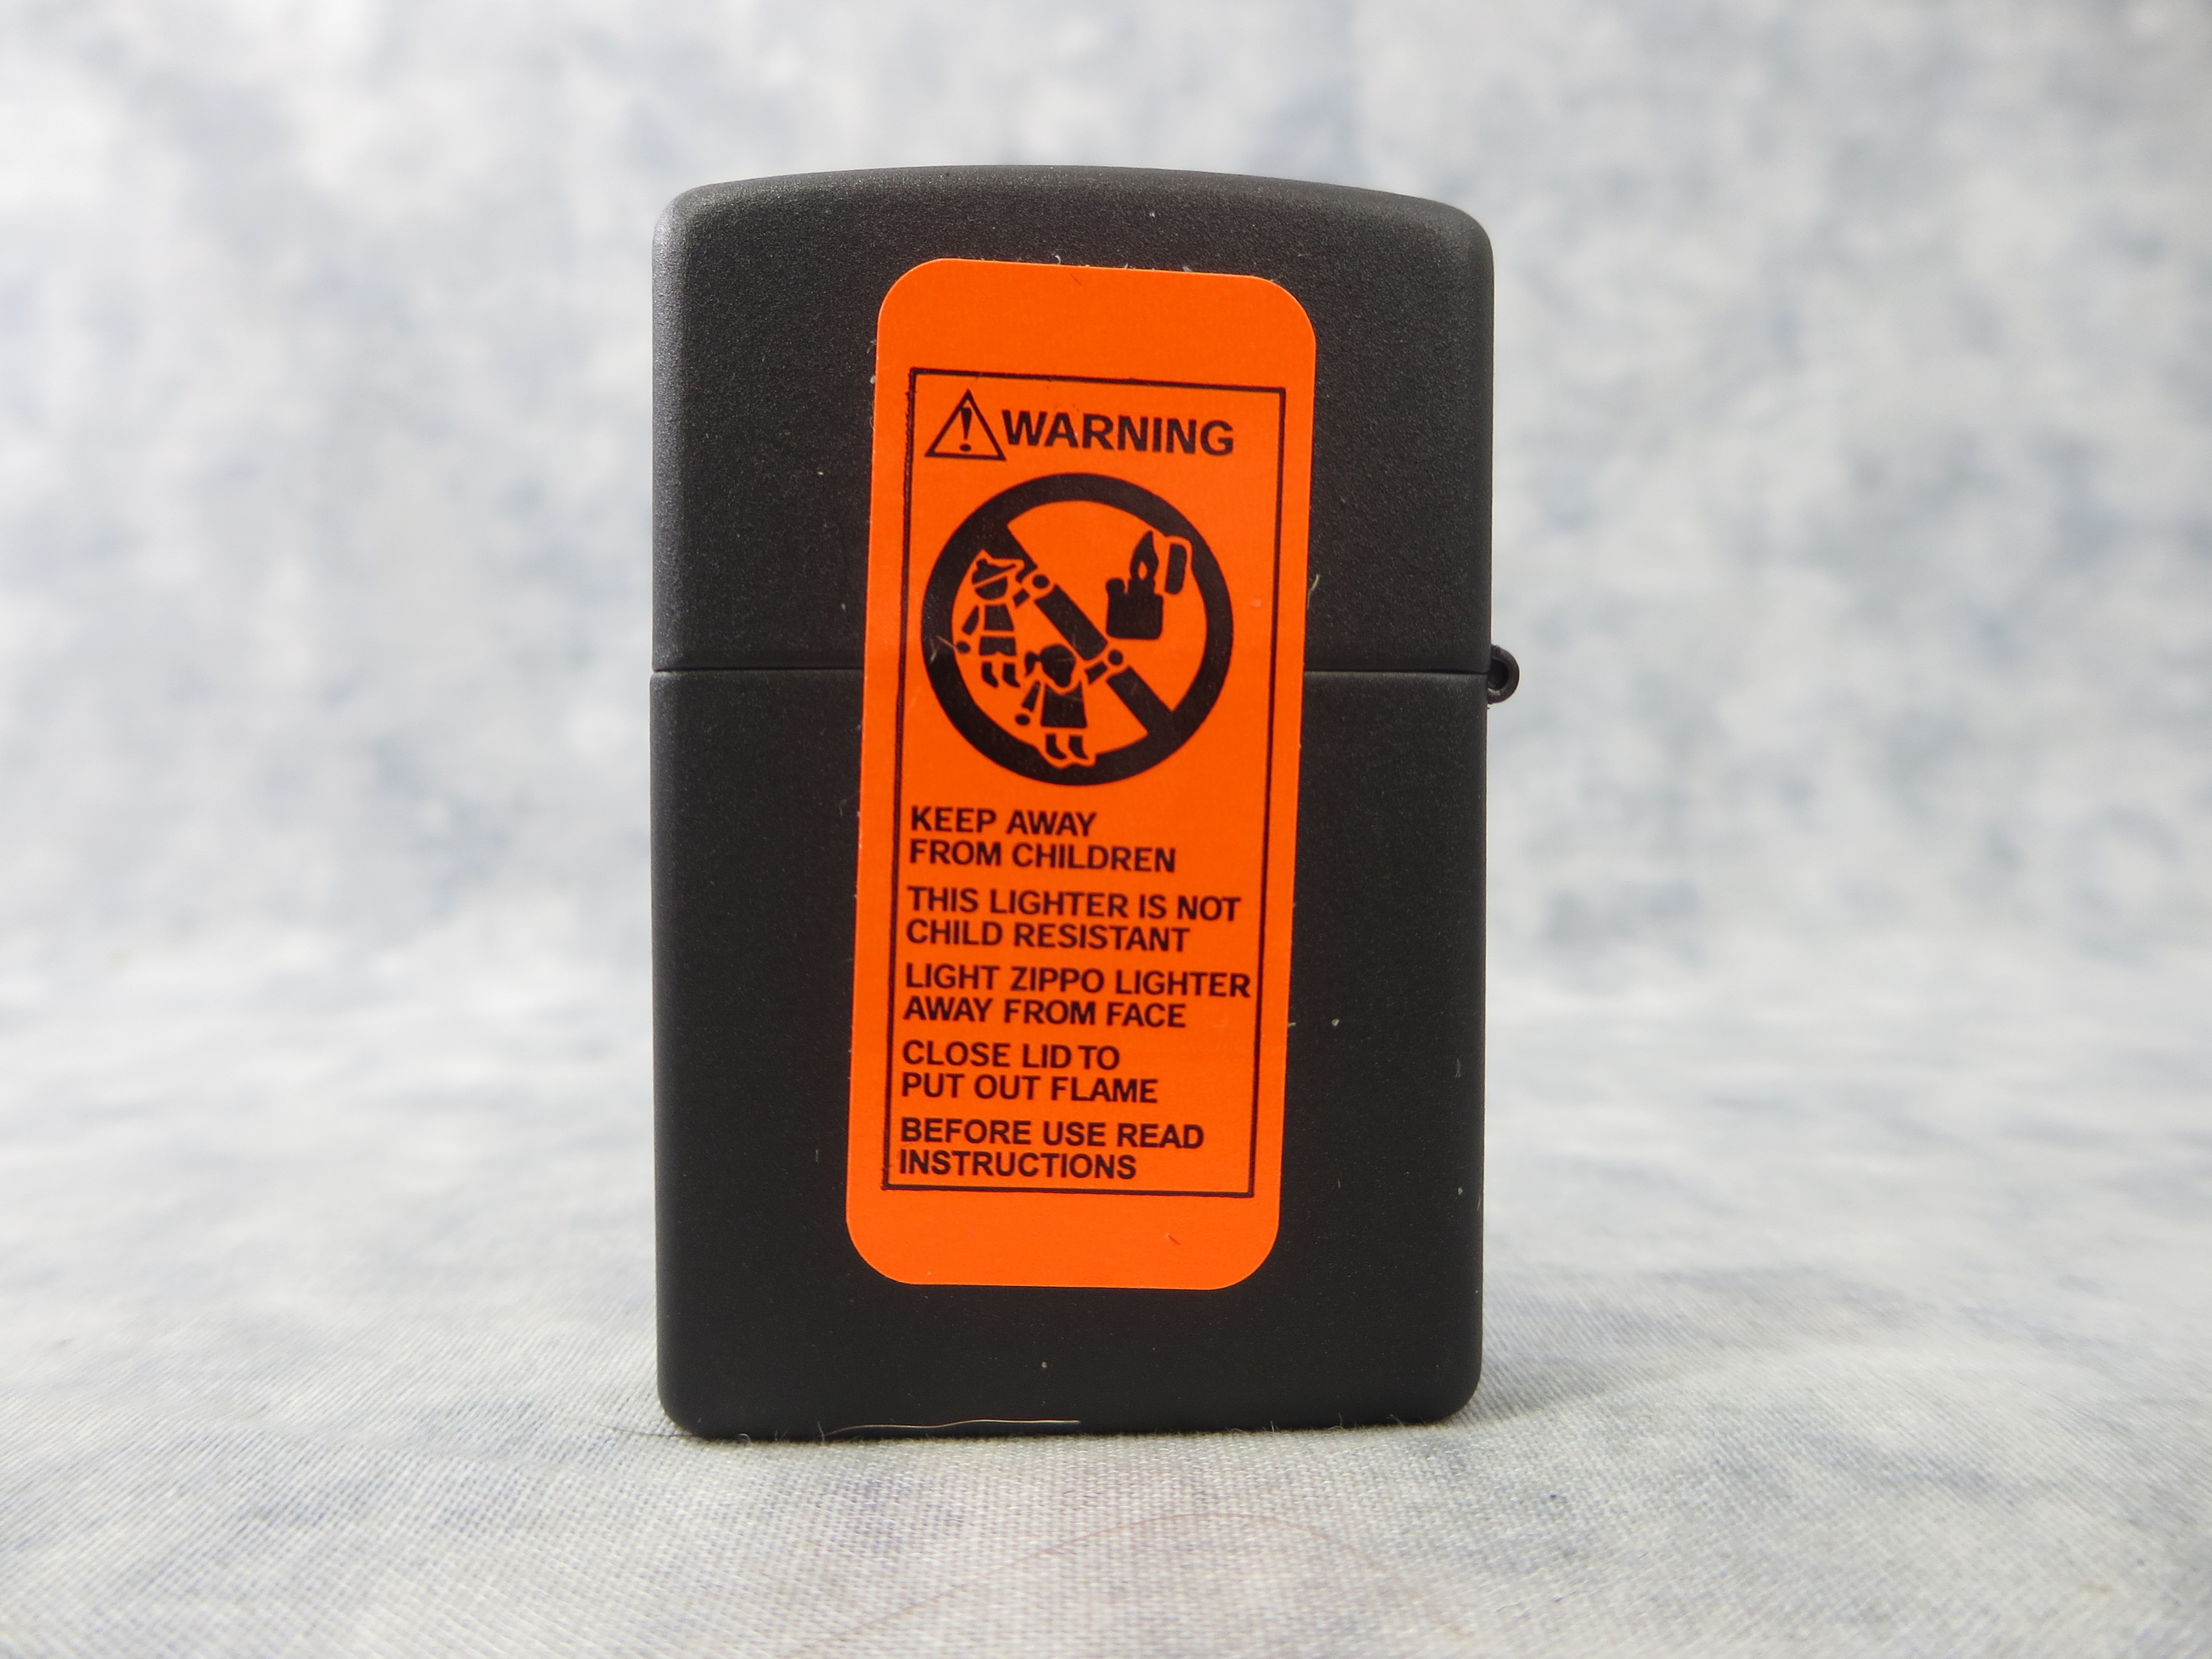 WARNING
KEEP AWAY
FROM CHILDREN
THIS LIGHTER IS NOT
CHILD RESISTANT
LIGHT ZIPPO LIGHTER
AWAY FROM FACE
CLOSE LID TO
PUT OUT FLAME
BEFORE USE READ
INSTRUCTIONS